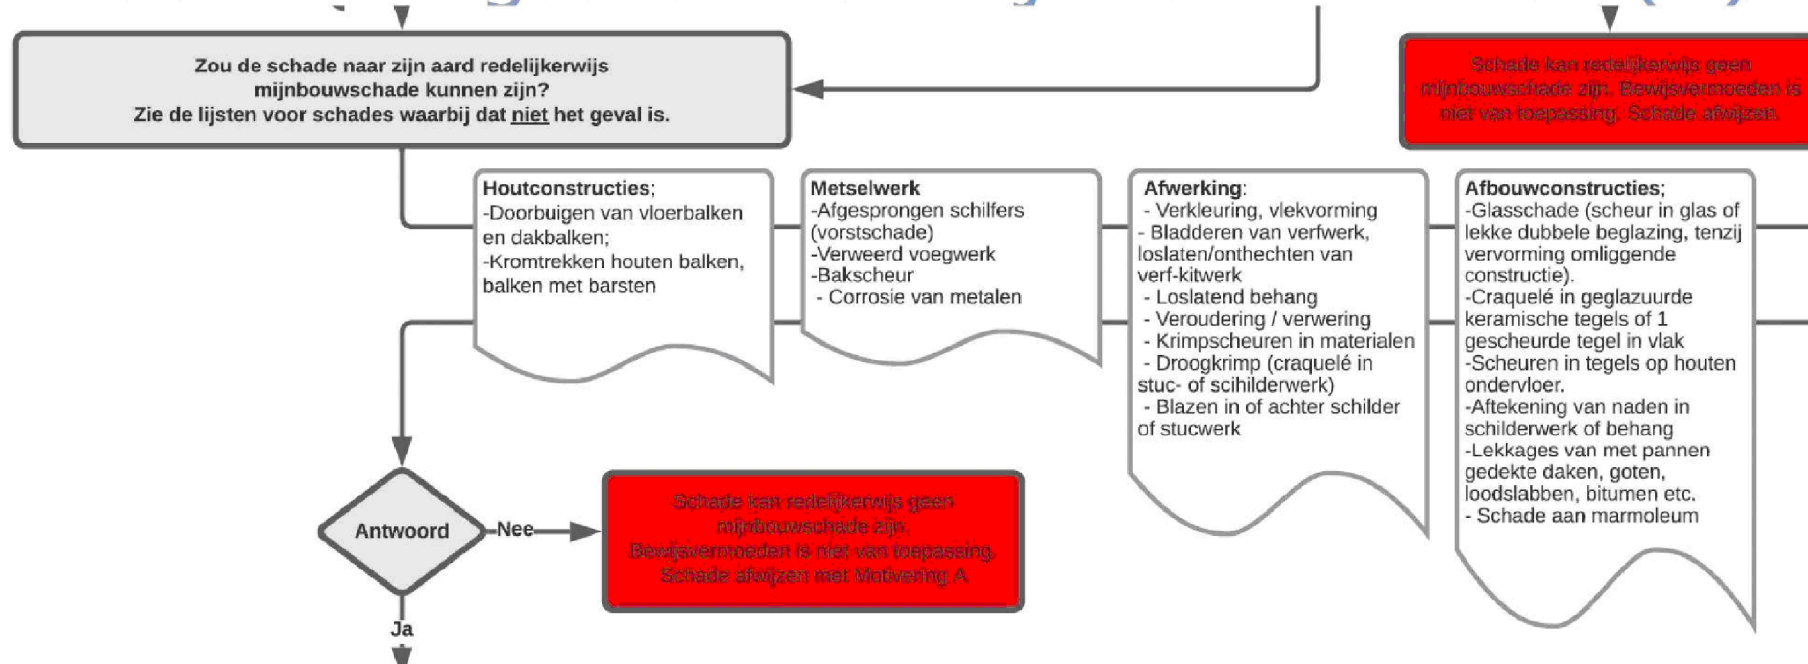 Zou de schade naar zijn aard redelijkerwijs
mijnbouwschade kunnen zijn?
Zie de lijsten voor schades waarbij dat niet het geval is.
Schade kan redelijkerwijs geen
mijnbouwschade zijn. Bewijsvermoeden is
niet van toepassing. Schade afwijzen.
Houtconstructies;
-Doorbuigen van vloerbalken
en dakbalken;
-Kromtrekken houten balken,
balken met barsten
Metselwerk
-Afgesprongen schilfers
(vorstschade)
-Verweerd voegwerk
-Bakscheur
- Corrosie van metalen
Afwerking:
- Verkleuring, vlekvorming
- Bladderen van verfwerk,
loslaten/onthechten van
verf-kitwerk
- Loslatend behang
- Veroudering / verwering
- Krimpscheuren in materialen
- Droogkrimp (craquelé in
stuc- of scihilderwerk)
- Blazen in of achter schilder
of stucwerk
Afbouwconstructies;
-Glasschade (scheur in glas of
lekke dubbele beglazing, tenzij
vervorming omliggende
constructie).
-Craquelé in geglazuurde
keramische tegels of 1
gescheurde tegel in vlak
-Scheuren in tegels op houten
ondervloer.
-Aftekening van naden in
schilderwerk of behang
-Lekkages van met pannen
gedekte daken, goten,
loodslabben, bitumen etc.
- Schade aan marmoleum
Antwoord
Nee
Schade kan redelijkerwijs geen
mijnbouwschade zijn.
Bewijsvermoeden is niet van toepassing.
Schade afwijzen met Motivering A
Ja